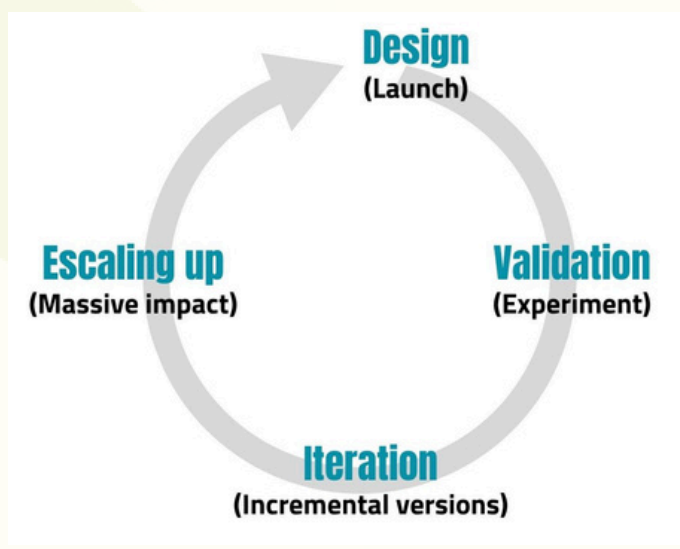 Design
(Launch)
Validation
(Experiment)
Iteration
(Incremental versions)
Escaling up
(Massive impact)